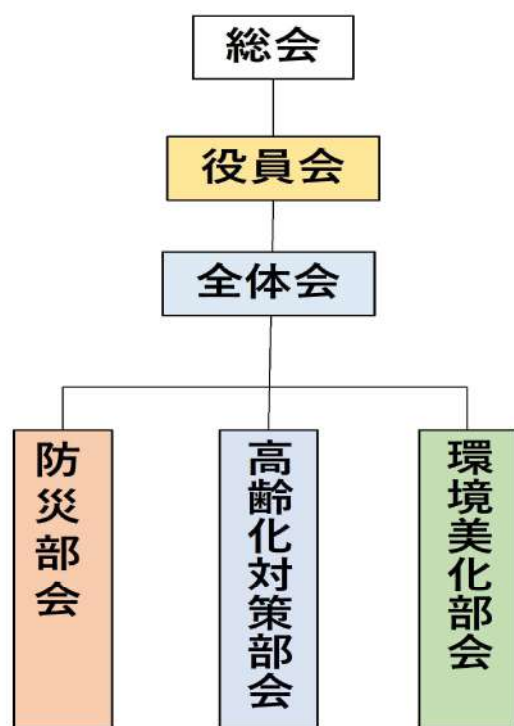 総会
役員会
全体会
防災部会
高齢化対策部会
環境美化部会